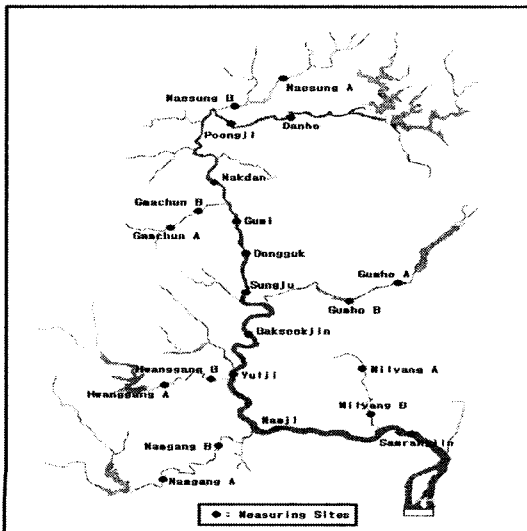 Naesung A
Naesung B
Poongji
Danho
Nakdan
Gamchun B
Gumi
Gamchun A
Dongguk
Gumho A
Sungju
Gumho B
Gaksookjin
Hwanggang B
Yulji
Milyang A
Hwanggang A
Milyang B
Namji
Samrangjin
Namgang B
Namgang A
: Measuring Sites